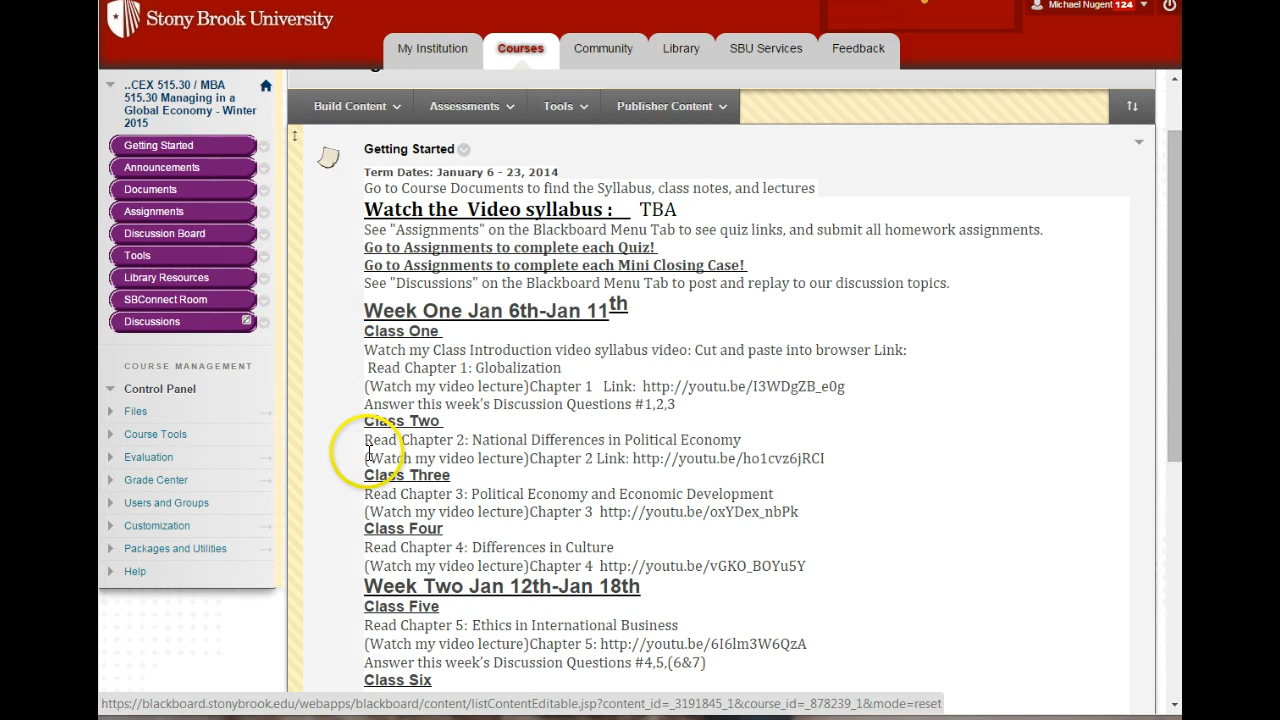 Stony Brook University
Michael Nugent 124
My Institution
Courses
Community
Library
SBU Services
Feedback
..CEX 515.30 / MBA
515.30 Managing in a
Global Economy - Winter
2015
Getting Started
Announcements
Documents
Assignments
Discussion Board
Tools
Library Resources
SBConnect Room
Discussions
COURSE MANAGEMENT
Control Panel
Files
Course Tools
Evaluation
Grade Center
Users and Groups
Customization
Packages and Utilities
Help
Build Content
Assessments
Tools
Publisher Content
Getting Started
Term Dates: January 6 - 23, 2014
Go to Course Documents to find the Syllabus, class notes, and lectures
Watch the Video syllabus : TBA
See "Assignments" on the Blackboard Menu Tab to see quiz links, and submit all homework assignments.
Go to Assignments to complete each Quiz!
Go to Assignments to complete each Mini Closing Case!
See "Discussions" on the Blackboard Menu Tab to post and replay to our discussion topics.
Week One Jan 6th-Jan 11th
Class One
Watch my Class Introduction video syllabus video: Cut and paste into browser Link:
Read Chapter 1: Globalization
(Watch my video lecture)Chapter 1 Link: http://youtu.be/I3WDgZB_e0g
Answer this week's Discussion Questions #1,2,3
Class Two
Read Chapter 2: National Differences in Political Economy
(Watch my video lecture)Chapter 2 Link: http://youtu.be/ho1cvz6jRCI
Class Three
Read Chapter 3: Political Economy and Economic Development
(Watch my video lecture)Chapter 3 http://youtu.be/oxYDex_nbPk
Class Four
Read Chapter 4: Differences in Culture
(Watch my video lecture)Chapter 4 http://youtu.be/vGKO_BOYu5Y
Week Two Jan 12th-Jan 18th
Class Five
Read Chapter 5: Ethics in International Business
(Watch my video lecture)Chapter 5: http://youtu.be/6I6lm3W6QzA
Answer this week's Discussion Questions #4,5,(6&7)
Class Six
https://blackboard.stonybrook.edu/webapps/blackboard/content/listContentEditable.jsp?content_id=_3191845_1&course_id=_878239_1&mode=reset